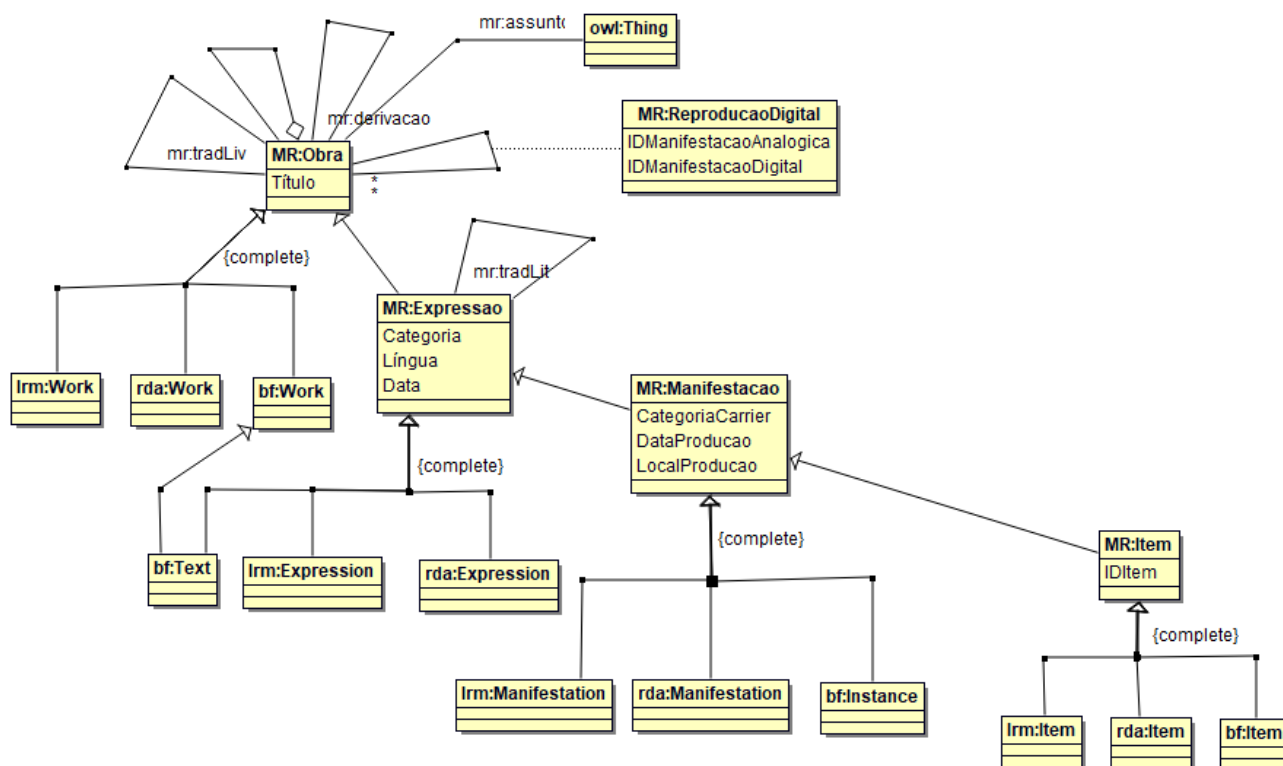 mr:assunto
owl:Thing
MR:ReproducaoDigital
IDManifestacaoAnalogica
IDManifestacaoDigital
mr:derivacao
mr:tradLiv
MR:Obra
Título
*
*
{complete}
mr:tradLit
MR:Expressao
Categoria
Língua
Data
lrm:Work
rda:Work
bf:Work
MR:Manifestacao
CategoriaCarrier
DataProducao
LocalProducao
{complete}
bf:Text
lrm:Expression
rda:Expression
{complete}
MR:Item
IDItem
{complete}
lrm:Manifestation
rda:Manifestation
bf:Instance
lrm:Item
rda:Item
bf:Item